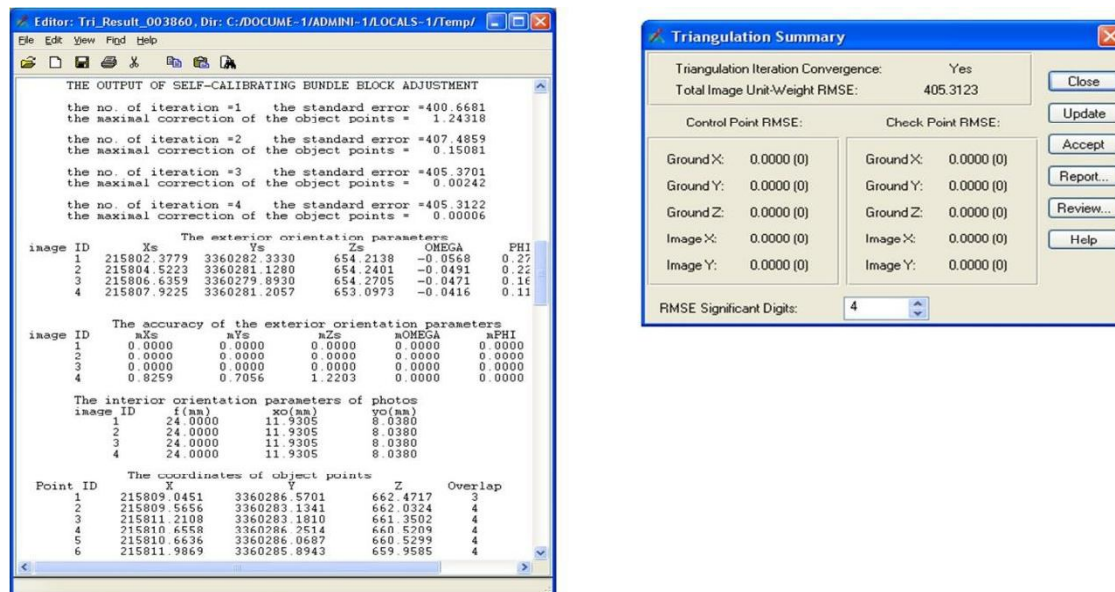 Editor: Tri_Result_003860, Dir: C:/DOCUME~1/ADMINI~1/LOCALS~1/Temp/
File Edit View Find Help
THE OUTPUT OF SELF-CALIBRATING BUNDLE BLOCK ADJUSTMENT
the no. of iteration =1 the standard error =400.6681
the maximal correction of the object points = 1.24318
the no. of iteration =2 the standard error =407.4859
the maximal correction of the object points = 0.15081
the no. of iteration =3 the standard error =405.3701
the maximal correction of the object points = 0.00242
the no. of iteration =4 the standard error =405.3122
the maximal correction of the object points = 0.00006
The exterior orientation parameters
image ID Xs Ys Zs OMEGA PHI
1 215802.3779 3360282.3330 654.2138 -0.0568 0.27
2 215804.5223 3360281.1280 654.2401 -0.0491 0.22
3 215806.6359 3360279.8930 654.2705 -0.0471 0.16
4 215807.9225 3360281.2057 653.0973 -0.0416 0.11
The accuracy of the exterior orientation parameters
image ID mXs mYs mZs mOMEGA mPHI
1 0.0000 0.0000 0.0000 0.0000 0.0000
2 0.0000 0.0000 0.0000 0.0000 0.0000
3 0.0000 0.0000 0.0000 0.0000 0.0000
4 0.8259 0.7056 1.2203 0.0000 0.0000
The interior orientation parameters of photos
image ID f(mm) xo(mm) yo(mm)
1 24.0000 11.9305 8.0380
2 24.0000 11.9305 8.0380
3 24.0000 11.9305 8.0380
4 24.0000 11.9305 8.0380
The coordinates of object points
Point ID X Y Z Overlap
1 215809.0451 3360286.5701 662.4717 3
2 215809.5656 3360283.1341 662.0324 4
3 215811.2108 3360283.1810 661.3502 4
4 215810.6558 3360286.2514 660.5209 4
5 215810.6636 3360286.0687 660.5299 4
6 215811.9869 3360285.8943 659.9585 4
Triangulation Summary
Triangulation Iteration Convergence: Yes
Total Image Unit-Weight RMSE: 405.3123
Control Point RMSE: Check Point RMSE:
Ground X: 0.0000 (0) Ground X: 0.0000 (0)
Ground Y: 0.0000 (0) Ground Y: 0.0000 (0)
Ground Z: 0.0000 (0) Ground Z: 0.0000 (0)
Image X: 0.0000 (0) Image X: 0.0000 (0)
Image Y: 0.0000 (0) Image Y: 0.0000 (0)
RMSE Significant Digits: 4
Close
Update
Accept
Report...
Review...
Help